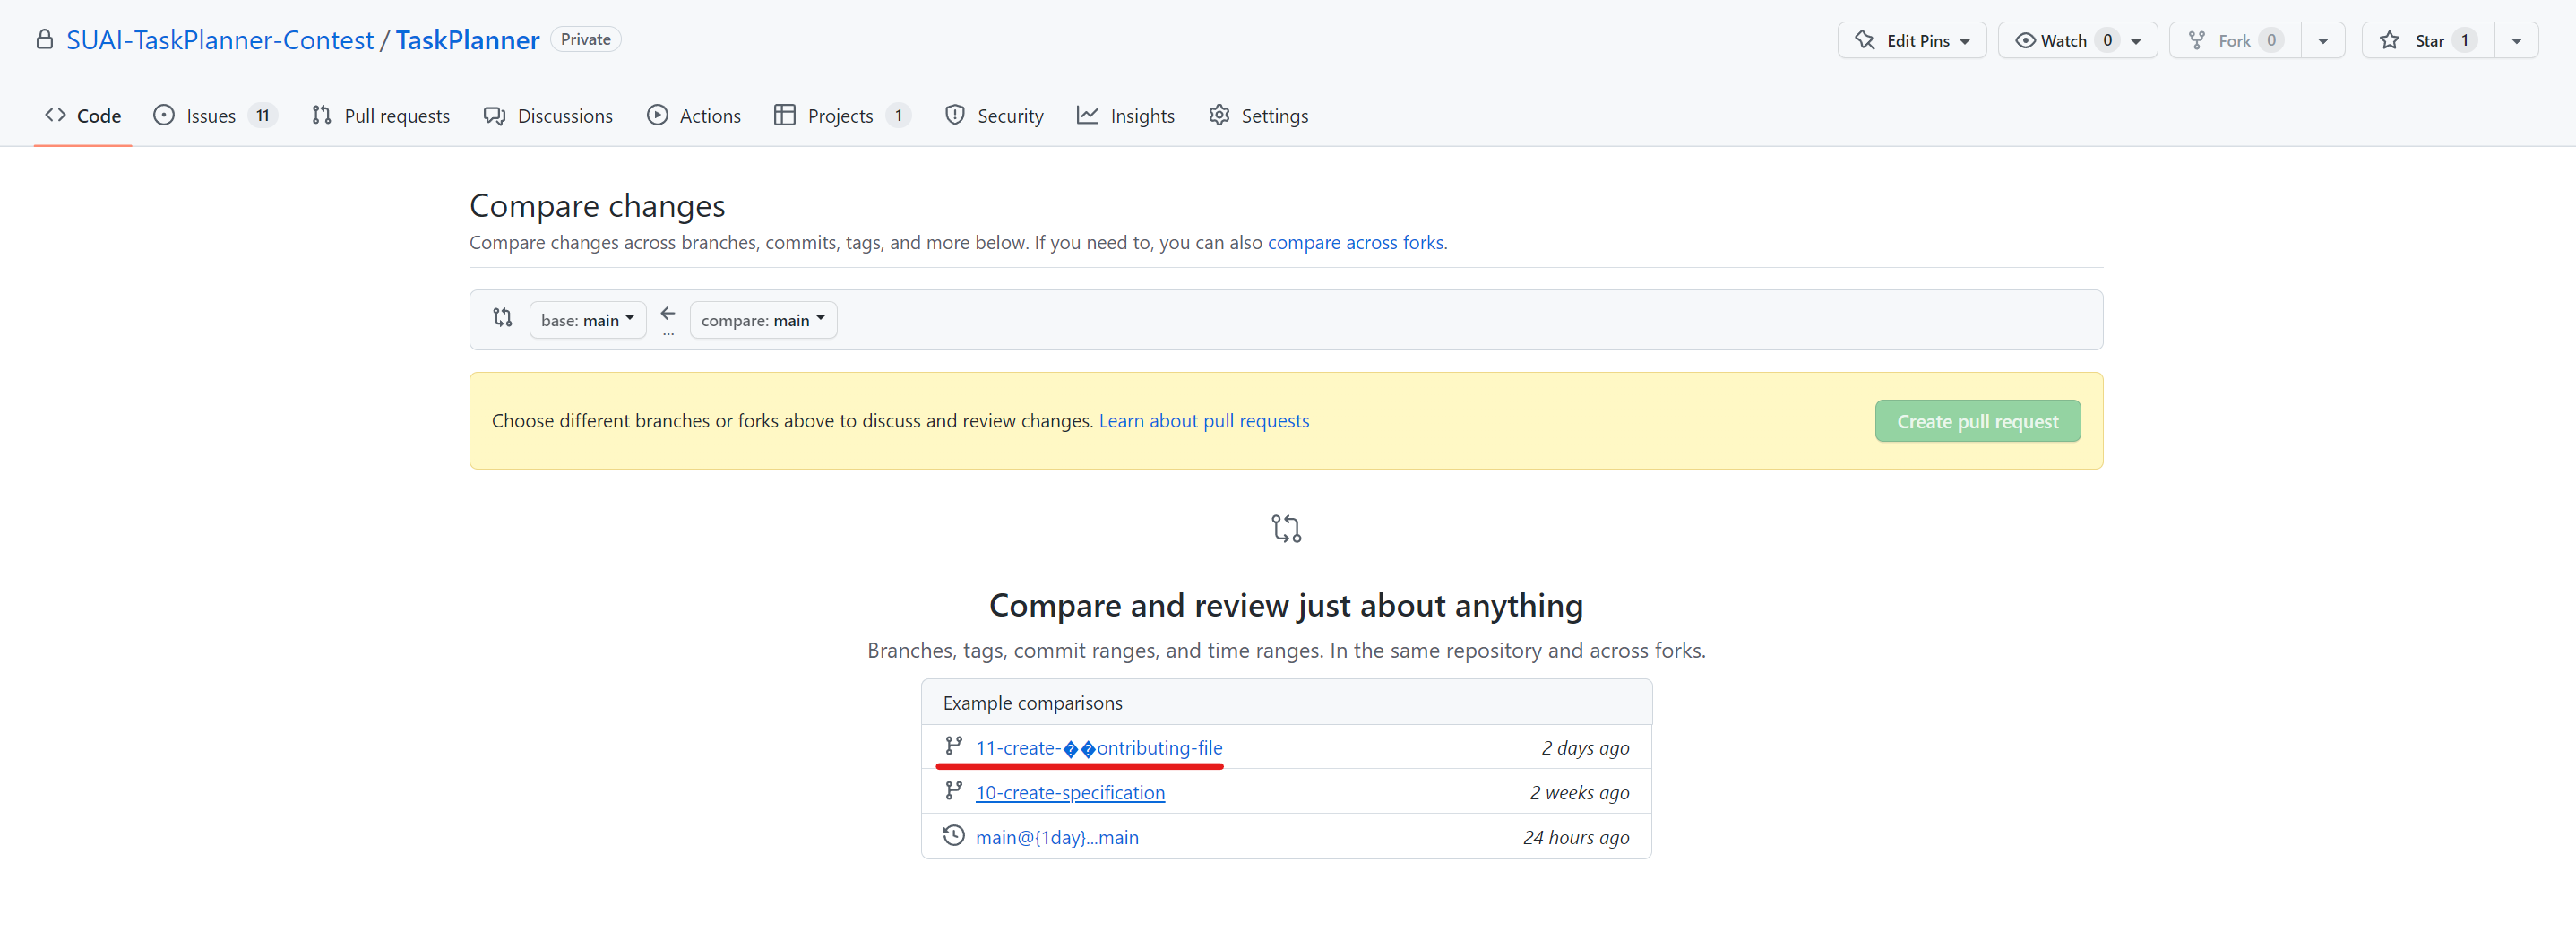 SUAI-TaskPlanner-Contest / TaskPlanner Private
Edit Pins Watch 0 Fork 0 Star 1
Code Issues 11 Pull requests Discussions Actions Projects 1 Security Insights Settings
Compare changes
Compare changes across branches, commits, tags, and more below. If you need to, you can also compare across forks.
base: main ... compare: main
Choose different branches or forks above to discuss and review changes. Learn about pull requests Create pull request
Compare and review just about anything
Branches, tags, commit ranges, and time ranges. In the same repository and across forks.
Example comparisons
11-create-��ontributing-file 2 days ago
10-create-specification 2 weeks ago
main@{1day}...main 24 hours ago